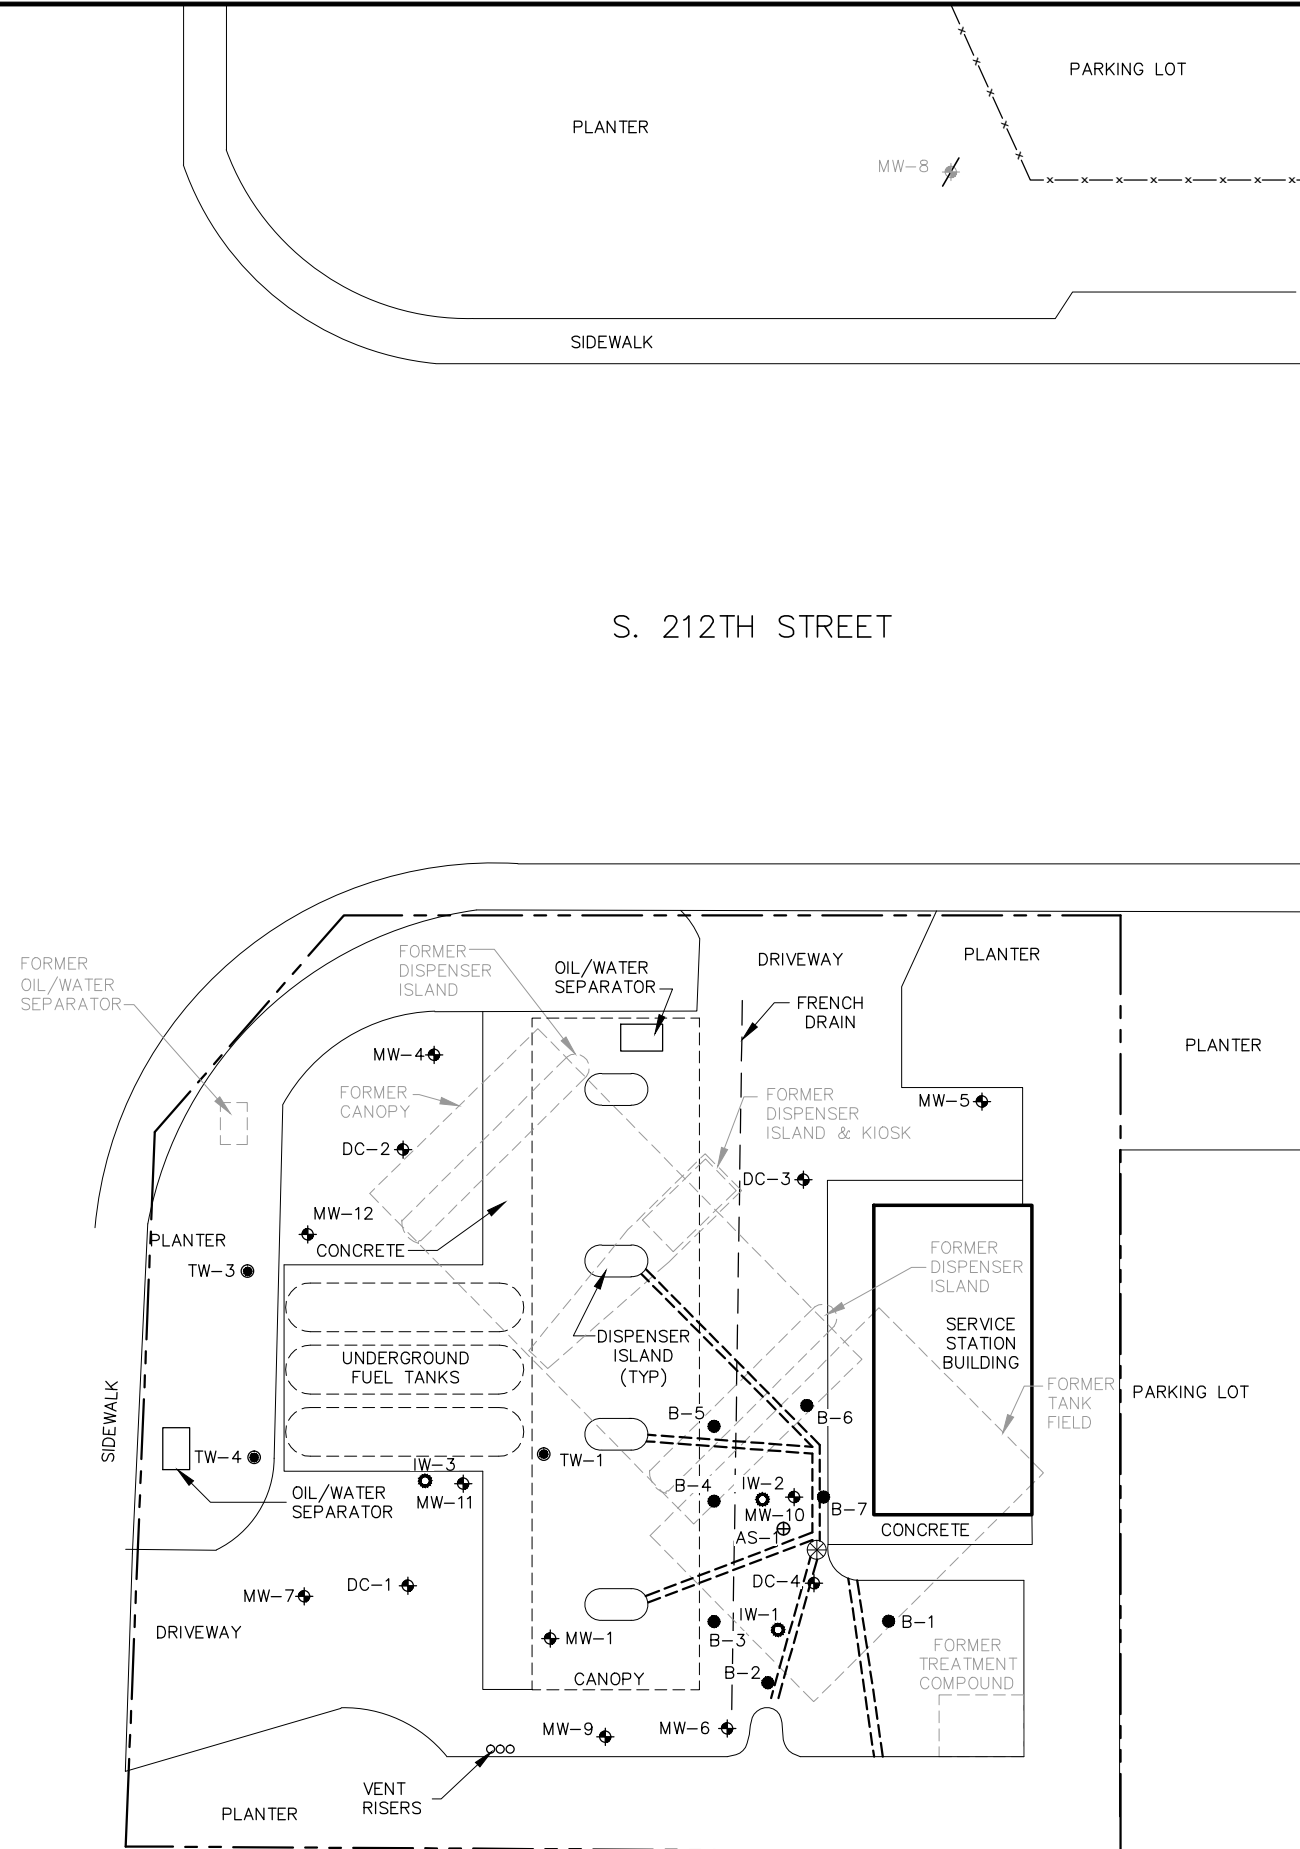 PARKING LOT
PLANTER
MW-8
SIDEWALK
S. 212TH STREET
FORMER
OIL/WATER
SEPARATOR
FORMER
DISPENSER
ISLAND
OIL/WATER
SEPARATOR
DRIVEWAY
PLANTER
FRENCH
DRAIN
PLANTER
MW-4
FORMER
CANOPY
FORMER
DISPENSER
ISLAND & KIOSK
MW-5
DC-2
DC-3
MW-12
PLANTER
CONCRETE
TW-3
FORMER
DISPENSER
ISLAND
DISPENSER
ISLAND
(TYP)
SERVICE
STATION
BUILDING
UNDERGROUND
FUEL TANKS
SIDEWALK
FORMER
TANK
FIELD
PARKING LOT
B-5
B-6
TW-4
TW-1
IW-3
MW-11
OIL/WATER
SEPARATOR
B-4
IW-2
MW-10
B-7
AS-1
CONCRETE
DC-4
MW-7
DC-1
DRIVEWAY
MW-1
B-3
IW-1
B-1
FORMER
TREATMENT
COMPOUND
CANOPY
B-2
MW-9
MW-6
VENT
RISERS
PLANTER